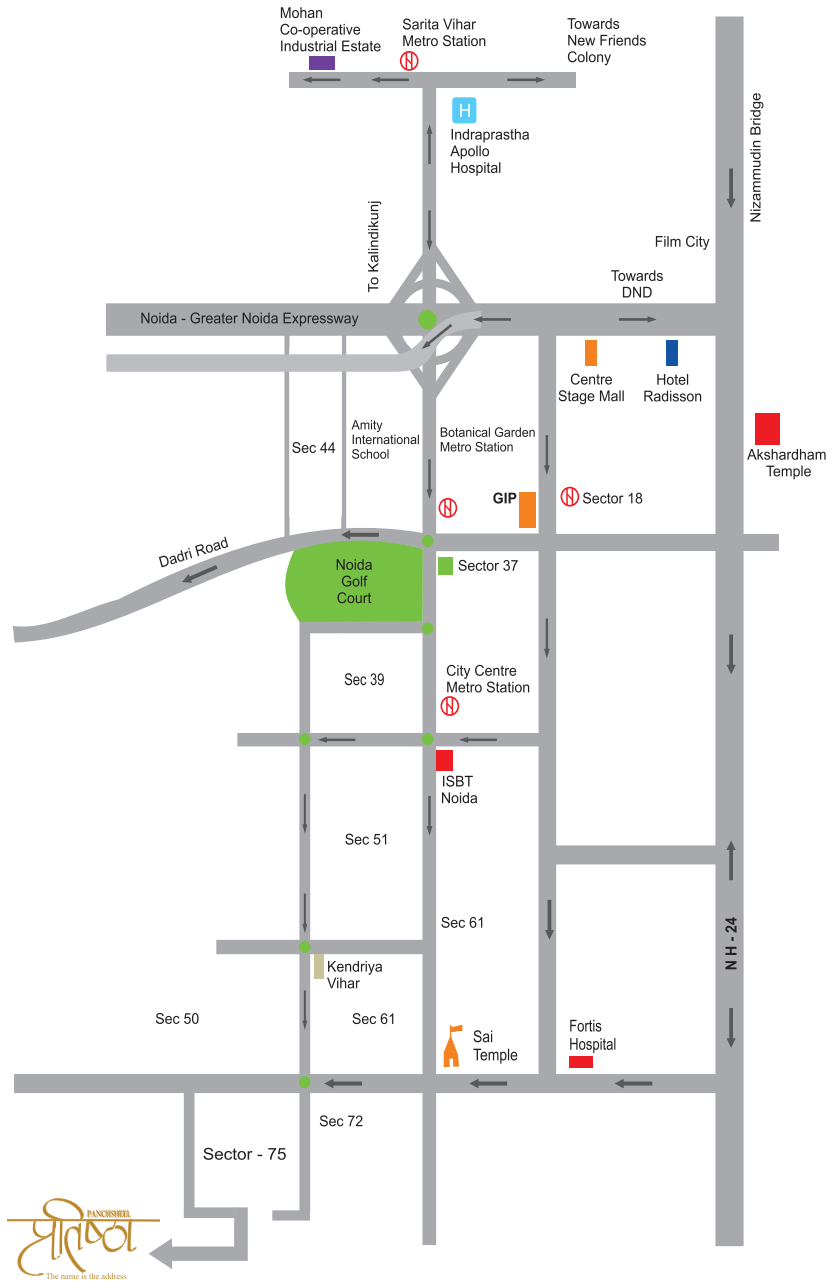 Mohan
Co-operative
Industrial Estate
Sarita Vihar
Metro Station
Towards
New Friends
Colony
H
Indraprastha
Apollo
Hospital
Nizammudin Bridge
To Kalindikunj
Film City
Towards
DND
Noida - Greater Noida Expressway
Centre
Stage Mall
Hotel
Radisson
Sec 44
Amity
International
School
Botanical Garden
Metro Station
Akshardham
Temple
GIP
Sector 18
Dadri Road
Noida
Golf
Court
Sector 37
Sec 39
City Centre
Metro Station
ISBT
Noida
Sec 51
Sec 61
NH-24
Kendriya
Vihar
Sec 50
Sec 61
Sai
Temple
Fortis
Hospital
Sec 72
Sector - 75
PANCHSHEEL
प्रतिष्ठा
The name is the address